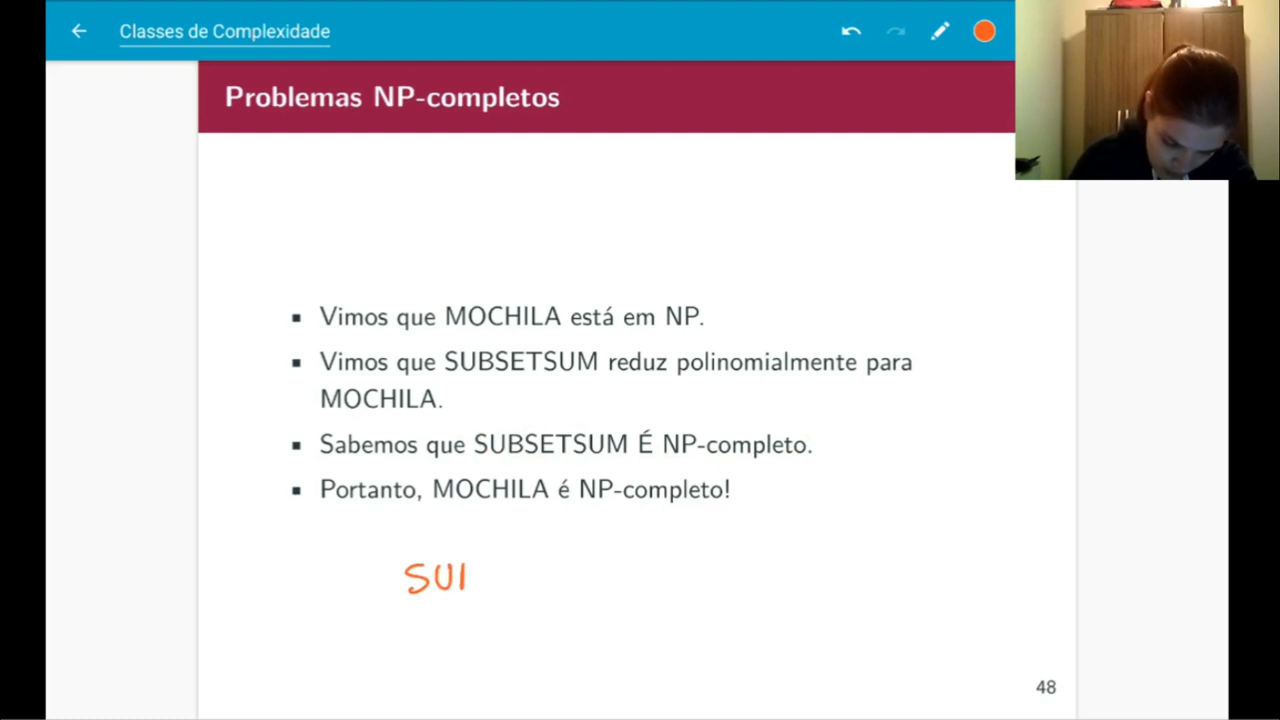 Classes de Complexidade
Problemas NP-completos
▪ Vimos que MOCHILA está em NP.
▪ Vimos que SUBSETSUM reduz polinomialmente para
MOCHILA.
▪ Sabemos que SUBSETSUM É NP-completo.
▪ Portanto, MOCHILA é NP-completo!
SUI
48